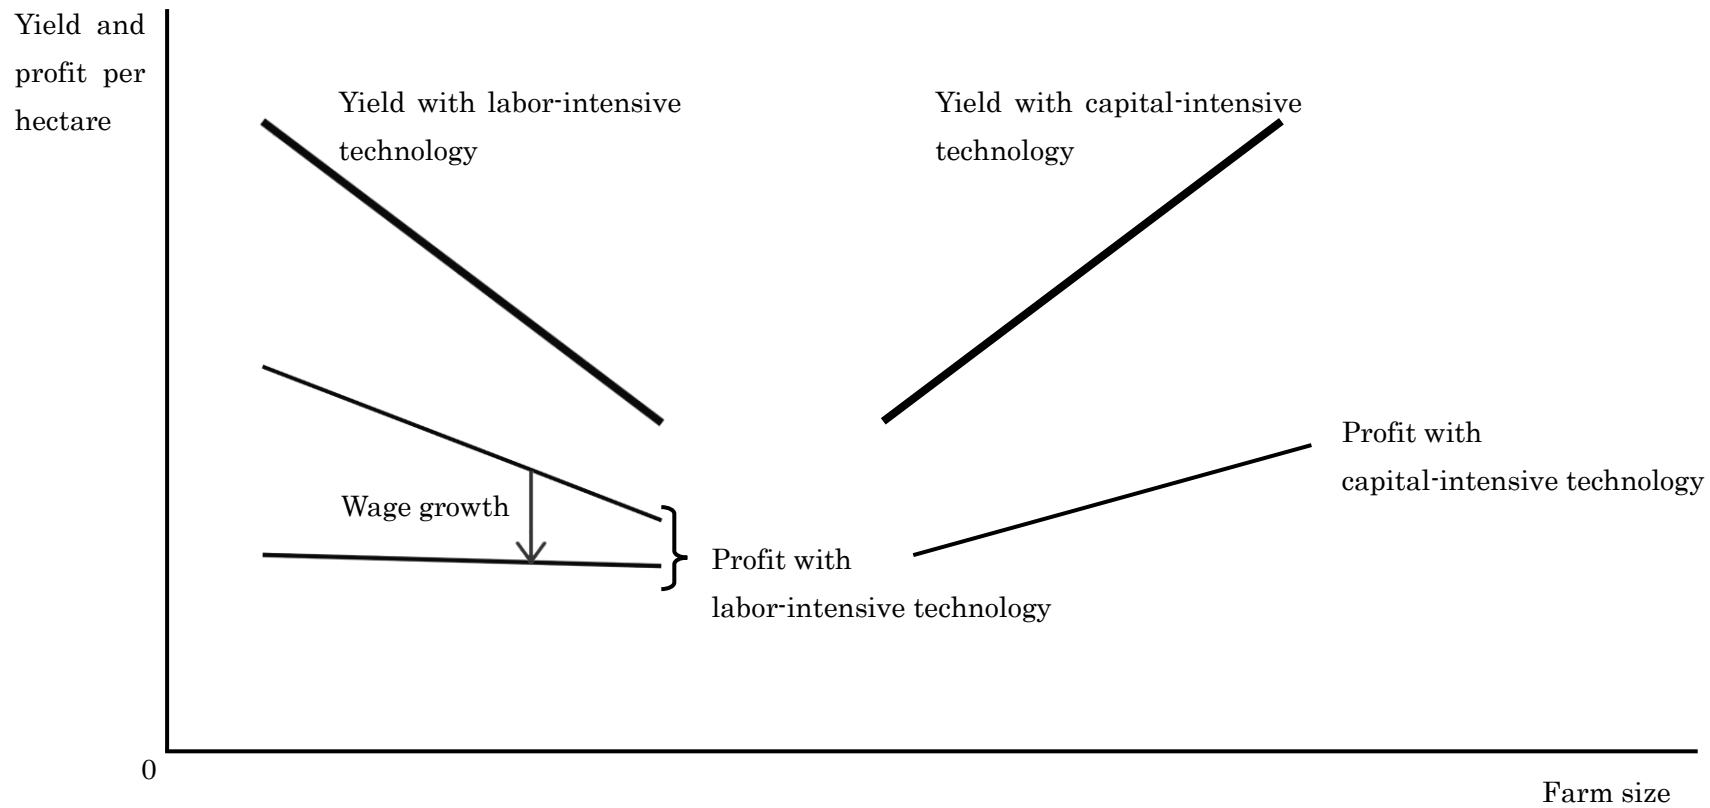 Yield and
profit per
hectare
Yield with labor-intensive
technology
Yield with capital-intensive
technology
Wage growth
Profit with
labor-intensive technology
Profit with
capital-intensive technology
0
Farm size